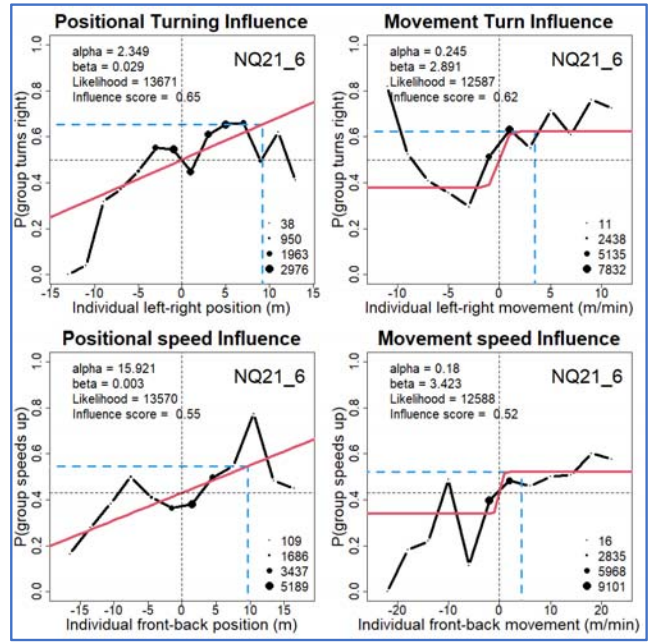 Positional Turning Influence
P(group turns right)
1.0
0.8
0.6
0.4
0.2
0.0
alpha = 2.349
beta = 0.029
Likelihood = 13671
Influence score = 0.65
NQ21_6
38
950
1963
2976
-15 -10 -5 0 5 10 15
Individual left-right position (m)
Movement Turn Influence
P(group turns right)
1.0
0.8
0.6
0.4
0.2
0.0
alpha = 0.245
beta = 2.891
Likelihood = 12587
Influence score = 0.62
NQ21_6
11
2438
5135
7832
-10 -5 0 5 10
Individual left-right movement (m/min)
Positional speed Influence
P(group speeds up)
1.0
0.8
0.6
0.4
0.2
0.0
alpha = 15.921
beta = 0.003
Likelihood = 13570
Influence score = 0.55
NQ21_6
109
1686
3437
5189
-15 -10 -5 0 5 10 15
Individual front-back position (m)
Movement speed Influence
P(group speeds up)
1.0
0.8
0.6
0.4
0.2
0.0
alpha = 0.18
beta = 3.423
Likelihood = 12588
Influence score = 0.52
NQ21_6
16
2835
5968
9101
-20 -10 0 10 20
Individual front-back movement (m/min)